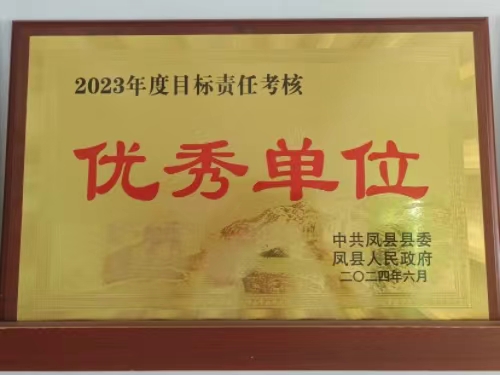 2023年度目标责任考核
优秀单位
中共凤县县委
凤县人民政府
二〇二四年六月